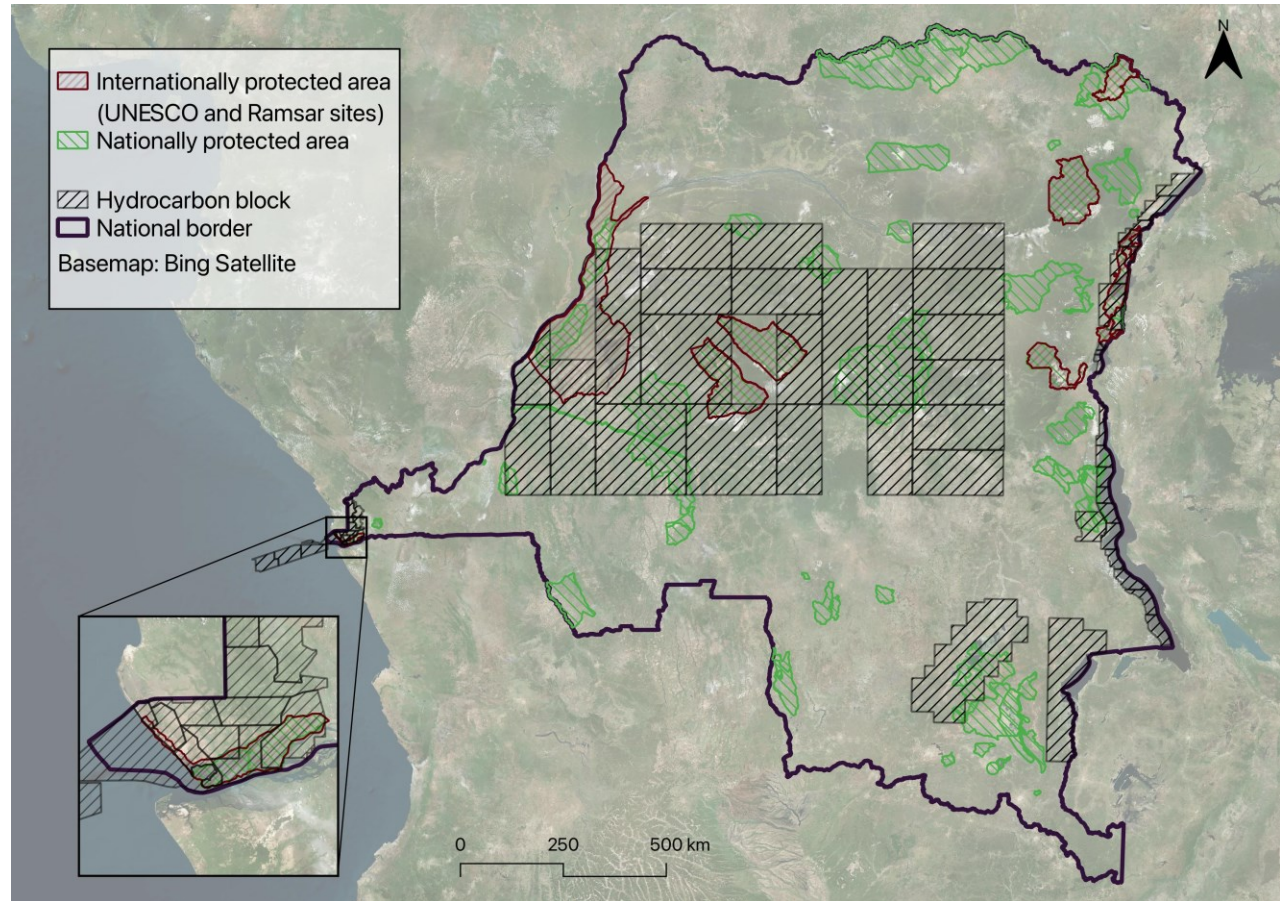 N
Internationally protected area
(UNESCO and Ramsar sites)
Nationally protected area
Hydrocarbon block
National border
Basemap: Bing Satellite
0 250 500 km